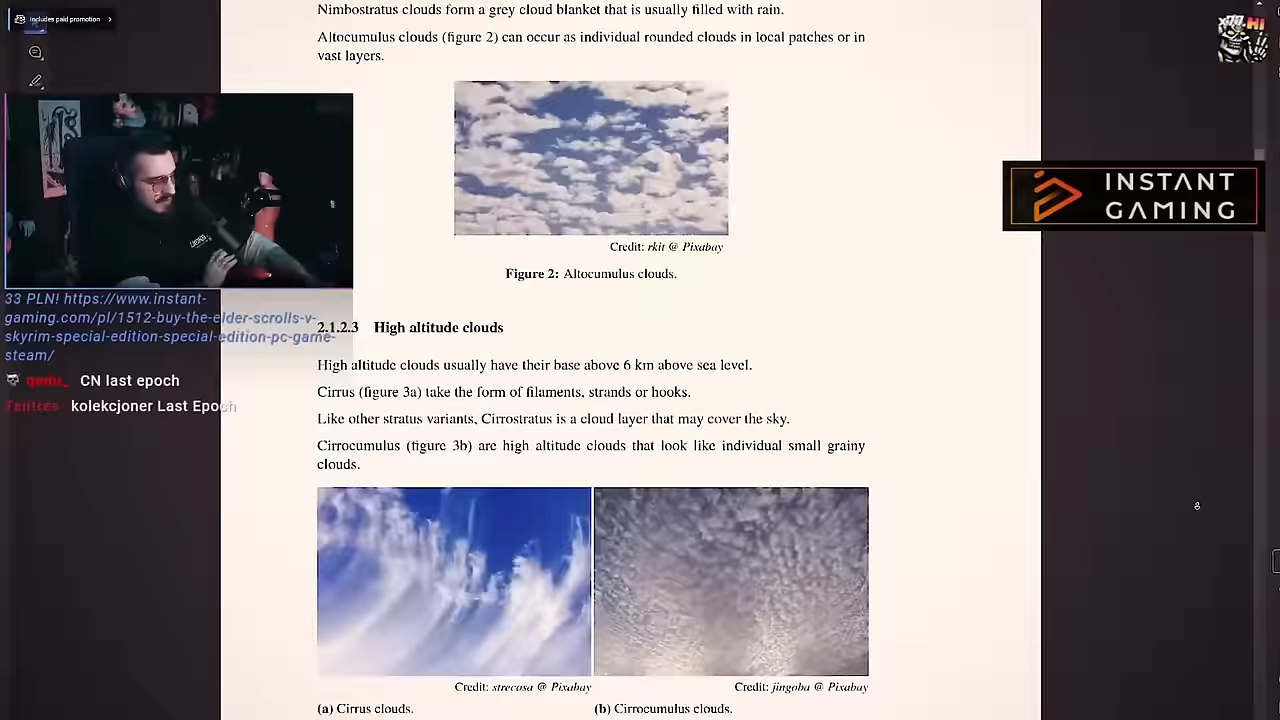 includes paid promotion
Nimbostratus clouds form a grey cloud blanket that is usually filled with rain.
Altocumulus clouds (figure 2) can occur as individual rounded clouds in local patches or in
vast layers.
HI
INSTANT
GAMING
Credit: rkit @ Pixabay
Figure 2: Altocumulus clouds.
33 PLN! https://www.instant-
gaming.com/pl/1512-buy-the-elder-scrolls-v-
skyrim-special-edition-special-edition-pc-game-
steam/
CN last epoch
kolekcjoner Last Epoch
2.1.2.3 High altitude clouds
High altitude clouds usually have their base above 6 km above sea level.
Cirrus (figure 3a) take the form of filaments, strands or hooks.
Like other stratus variants, Cirrostratus is a cloud layer that may cover the sky.
Cirrocumulus (figure 3b) are high altitude clouds that look like individual small grainy
clouds.
Credit: strecosa @ Pixabay
Credit: jingoba @ Pixabay
(a) Cirrus clouds.
(b) Cirrocumulus clouds.